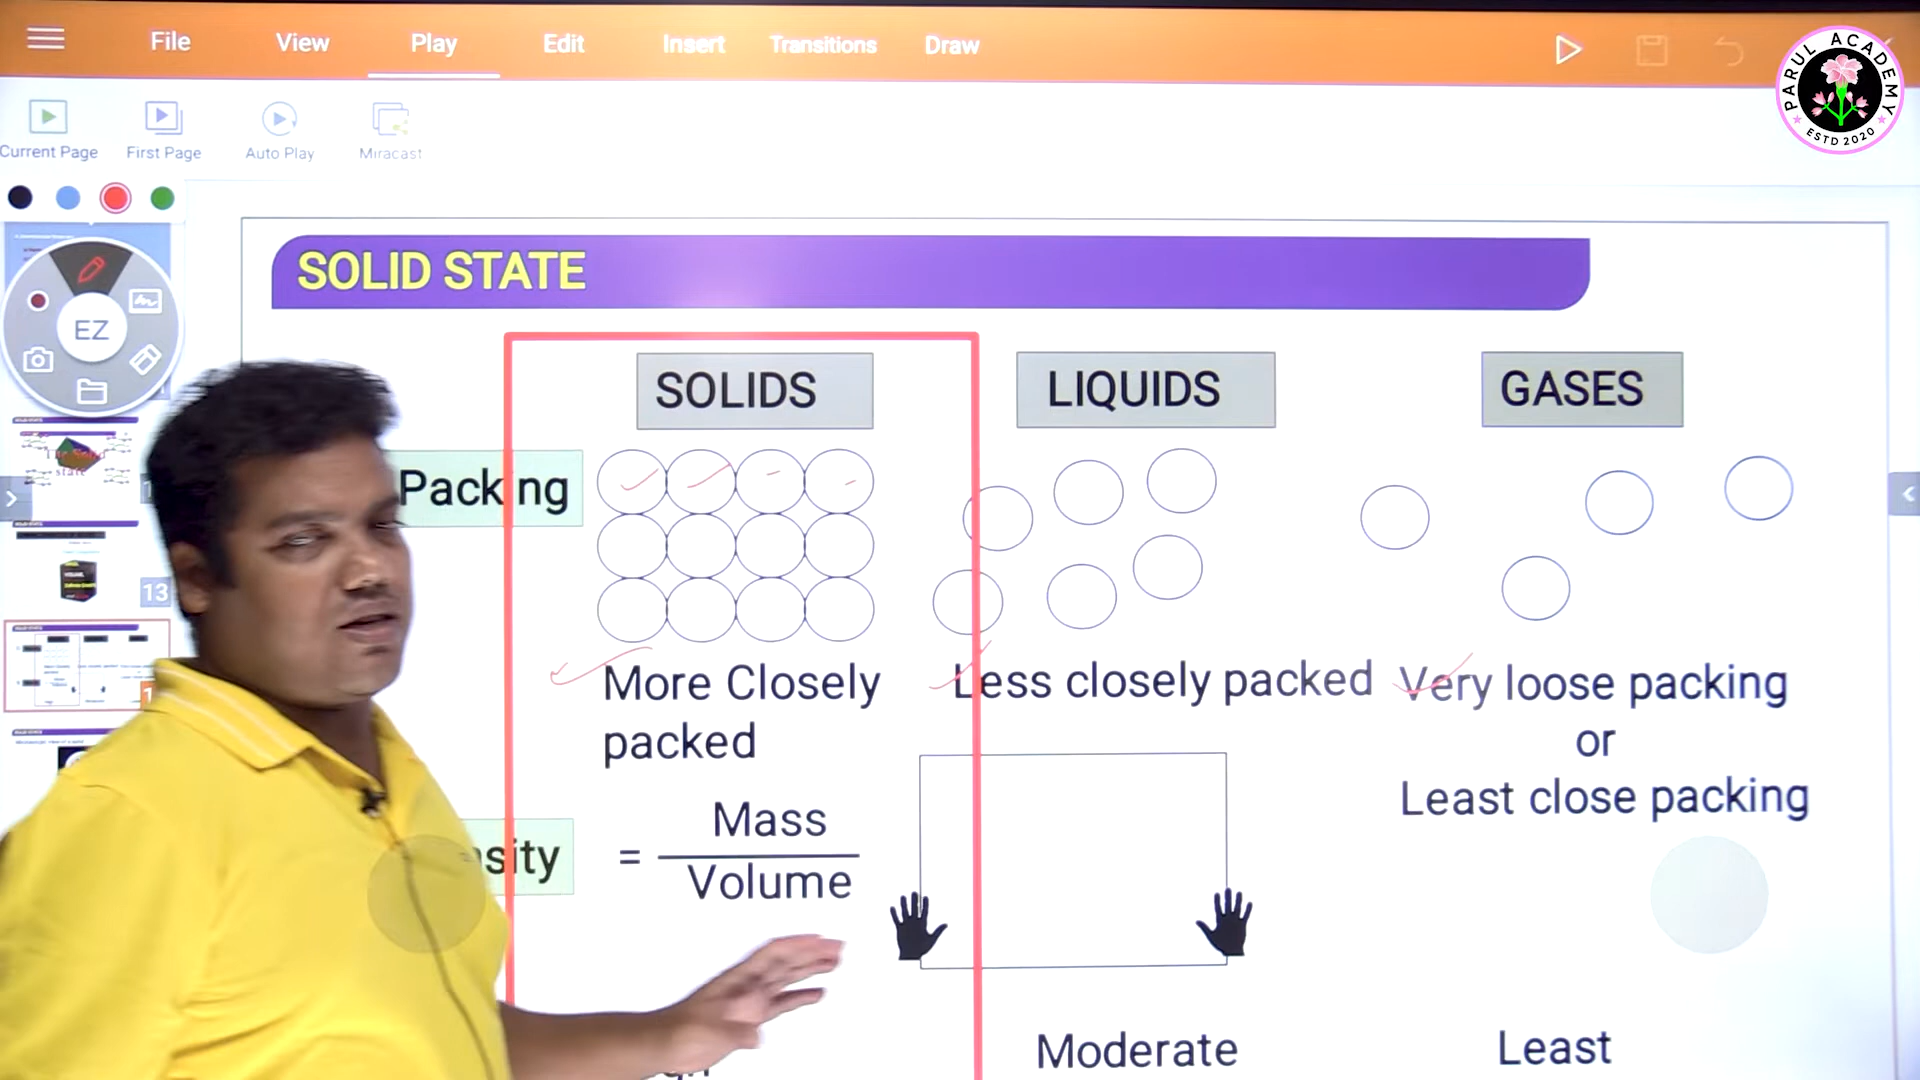 File View Play Edit Insert Transitions Draw
PARUL ACADEMY
ESTD 2020
Current Page First Page Auto Play Miracast
EZ
SOLID STATE
SOLIDS LIQUIDS GASES
Packing
13
More Closely
packed
Less closely packed
Very loose packing
or
Least close packing
sity = Mass
Volume
Moderate
Least